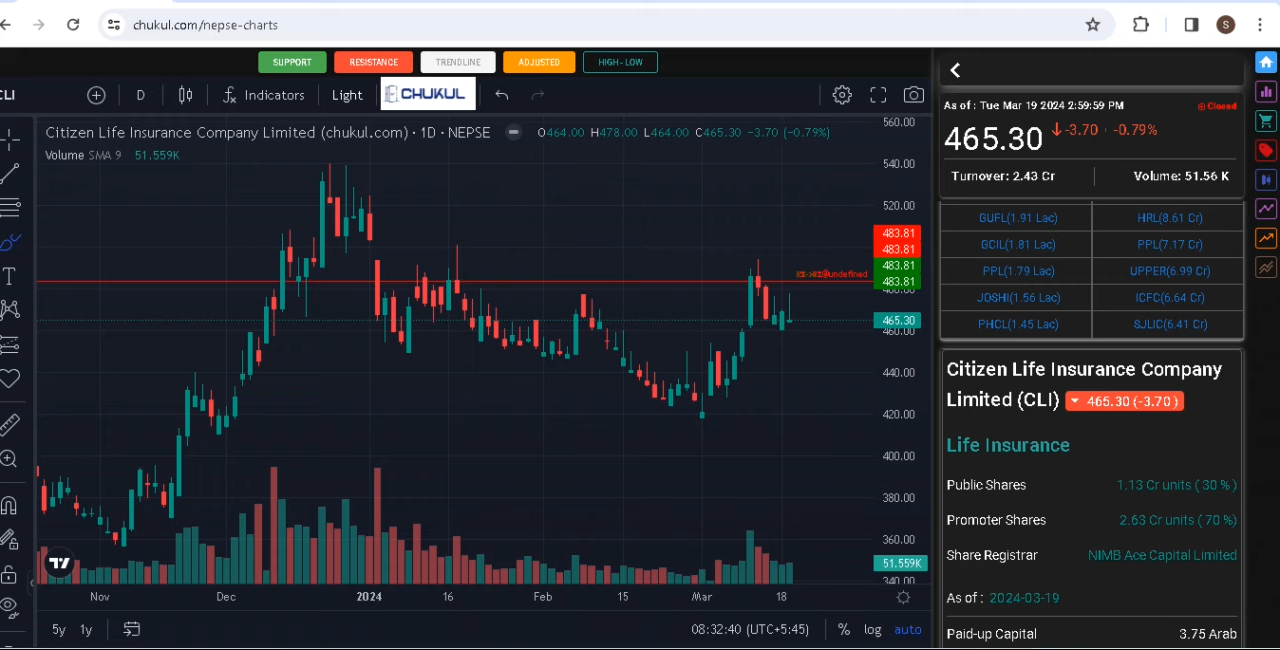 chukul.com/nepse-charts
S
SUPPORT RESISTANCE TRENDLINE ADJUSTED HIGH-LOW
CLI D Indicators Light CHUKUL
Citizen Life Insurance Company Limited (chukul.com) · 1D · NEPSE O464.00 H478.00 L464.00 C465.30 −3.70 (−0.79%)
Volume SMA 9 51.559K
560.00
540.00
520.00
483.81
483.81
483.81
483.81
480.00
465.30
460.00
440.00
420.00
400.00
380.00
360.00
51.559K
340.00
Nov Dec 2024 16 Feb 15 Mar 18
5y 1y 08:32:40 (UTC+5:45) % log auto
As of : Tue Mar 19 2024 2:59:59 PM Closed
465.30 -3.70 · -0.79%
Turnover: 2.43 Cr Volume: 51.56 K
GUFL(1.91 Lac) HRL(8.61 Cr)
GCIL(1.81 Lac) PPL(7.17 Cr)
PPL(1.79 Lac) UPPER(6.99 Cr)
JOSHI(1.56 Lac) ICFC(6.64 Cr)
PHCL(1.45 Lac) SJLIC(6.41 Cr)
Citizen Life Insurance Company
Limited (CLI) 465.30 (-3.70 )
Life Insurance
Public Shares 1.13 Cr units ( 30 % )
Promoter Shares 2.63 Cr units ( 70 %)
Share Registrar NIMB Ace Capital Limited
As of : 2024-03-19
Paid-up Capital 3.75 Arab